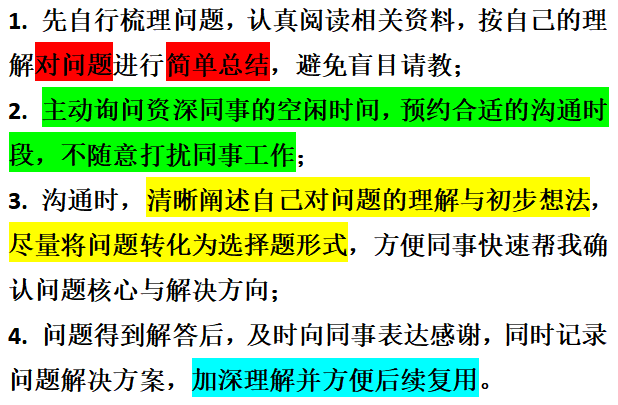 1. 先自行梳理问题，认真阅读相关资料，按自己的理
解对问题进行简单总结，避免盲目请教；
2. 主动询问资深同事的空闲时间，预约合适的沟通时
段，不随意打扰同事工作；
3. 沟通时，清晰阐述自己对问题的理解与初步想法，
尽量将问题转化为选择题形式，方便同事快速帮我确
认问题核心与解决方向；
4. 问题得到解答后，及时向同事表达感谢，同时记录
问题解决方案，加深理解并方便后续复用。